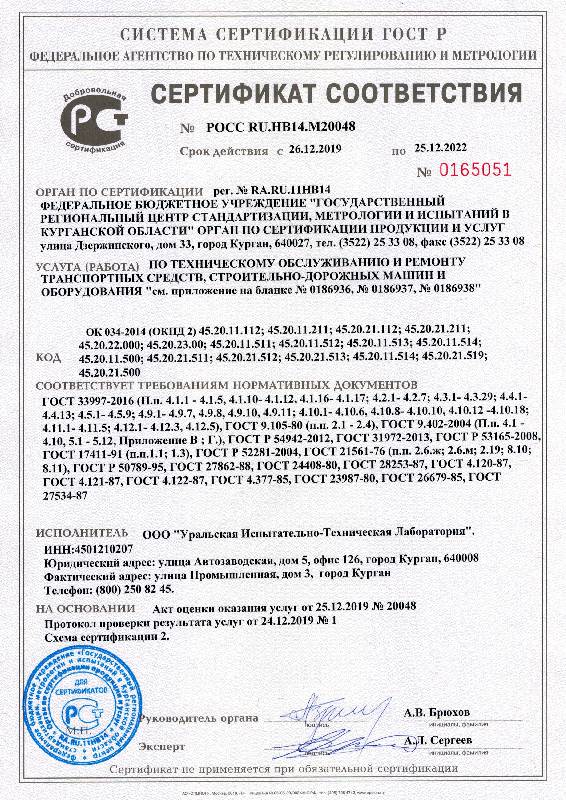 СИСТЕМА СЕРТИФИКАЦИИ ГОСТ Р
ФЕДЕРАЛЬНОЕ АГЕНТСТВО ПО ТЕХНИЧЕСКОМУ РЕГУЛИРОВАНИЮ И МЕТРОЛОГИИ
Добровольная
сертификация
СЕРТИФИКАТ СООТВЕТСТВИЯ
№ РОСС RU.НВ14.М20048
Срок действия с 26.12.2019 по 25.12.2022
№ 0165051
ОРГАН ПО СЕРТИФИКАЦИИ рег. № RA.RU.11НВ14
ФЕДЕРАЛЬНОЕ БЮДЖЕТНОЕ УЧРЕЖДЕНИЕ "ГОСУДАРСТВЕННЫЙ
РЕГИОНАЛЬНЫЙ ЦЕНТР СТАНДАРТИЗАЦИИ, МЕТРОЛОГИИ И ИСПЫТАНИЙ В
КУРГАНСКОЙ ОБЛАСТИ" ОРГАН ПО СЕРТИФИКАЦИИ ПРОДУКЦИИ И УСЛУГ
улица Дзержинского, дом 33, город Курган, 640027, тел. (3522) 25 33 08, факс (3522) 25 33 08
УСЛУГА (РАБОТА) ПО ТЕХНИЧЕСКОМУ ОБСЛУЖИВАНИЮ И РЕМОНТУ
ТРАНСПОРТНЫХ СРЕДСТВ, СТРОИТЕЛЬНО-ДОРОЖНЫХ МАШИН И
ОБОРУДОВАНИЯ "см. приложение на бланке № 0186936, № 0186937, № 0186938"
ОК 034-2014 (ОКПД 2) 45.20.11.112; 45.20.11.211; 45.20.21.112; 45.20.21.211;
45.20.22.000; 45.20.23.00; 45.20.11.511; 45.20.11.512; 45.20.11.513; 45.20.11.514;
КОД 45.20.11.500; 45.20.21.511; 45.20.21.512; 45.20.21.513; 45.20.11.514; 45.20.21.519;
45.20.21.500
СООТВЕТСТВУЕТ ТРЕБОВАНИЯМ НОРМАТИВНЫХ ДОКУМЕНТОВ
ГОСТ 33997-2016 (П.п. 4.1.1 - 4.1.5, 4.1.10- 4.1.12, 4.1.16- 4.1.17; 4.2.1- 4.2.7; 4.3.1- 4.3.29; 4.4.1-
4.4.13; 4.5.1- 4.5.9; 4.9.1- 4.9.7, 4.9.8, 4.9.10, 4.9.11; 4.10.1- 4.10.6, 4.10.8- 4.10.10, 4.10.12 -4.10.18;
4.11.1- 4.11.5; 4.12.1- 4.12.3, 4.12.5), ГОСТ 9.105-80 (п.п. 2.1 - 2.4), ГОСТ 9.402-2004 (П.п. 4.1 -
4.10, 5.1 - 5.12, Приложение В ; Г.), ГОСТ Р 54942-2012, ГОСТ 31972-2013, ГОСТ Р 53165-2008,
ГОСТ 17411-91 (п.п.1.1; 1.3), ГОСТ Р 52281-2004, ГОСТ 21561-76 (п.п. 2.6.ж; 2.6.м; 2.19; 8.10;
8.11), ГОСТ Р 50789-95, ГОСТ 27862-88, ГОСТ 24408-80, ГОСТ 28253-87, ГОСТ 4.120-87,
ГОСТ 4.121-87, ГОСТ 4.122-87, ГОСТ 4.377-85, ГОСТ 23987-80, ГОСТ 26679-85, ГОСТ
27534-87
ИСПОЛНИТЕЛЬ ООО "Уральская Испытательно-Техническая Лаборатория".
ИНН:4501210207
Юридический адрес: улица Автозаводская, дом 5, офис 126, город Курган, 640008
Фактический адрес: улица Промышленная, дом 3, город Курган
Телефон: (800) 250 82 45.
НА ОСНОВАНИИ Акт оценки оказания услуг от 25.12.2019 № 20048
Протокол проверки результата услуг от 24.12.2019 № 1
Схема сертификации 2.
ДЛЯ
СЕРТИФИКАТОВ
М.П.
RA.RU.11НВ14
Руководитель органа
подпись
А.В. Брюхов
инициалы, фамилия
Эксперт
подпись
А.Л. Сергеев
инициалы, фамилия
Сертификат не применяется при обязательной сертификации